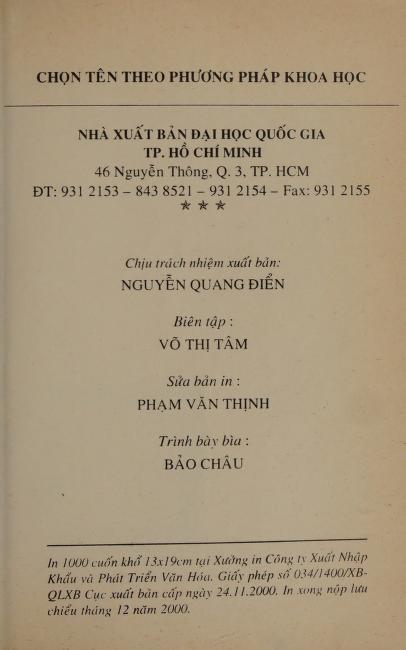 CHỌN TÊN THEO PHƯƠNG PHÁP KHOA HỌC
NHÀ XUẤT BẢN ĐẠI HỌC QUỐC GIA
TP. HỒ CHÍ MINH
46 Nguyễn Thông, Q. 3, TP. HCM
ĐT: 931 2153 – 843 8521 – 931 2154 – Fax: 931 2155
★ ★ ★
Chịu trách nhiệm xuất bản:
NGUYỄN QUANG ĐIỂN
Biên tập :
VÕ THỊ TÂM
Sửa bản in :
PHẠM VĂN THỊNH
Trình bày bìa :
BẢO CHÂU
In 1000 cuốn khổ 13x19cm tại Xưởng in Công ty Xuất Nhập
Khẩu và Phát Triển Văn Hóa. Giấy phép số 034/1400/XB-
QLXB Cục xuất bản cấp ngày 24.11.2000. In xong nộp lưu
chiểu tháng 12 năm 2000.